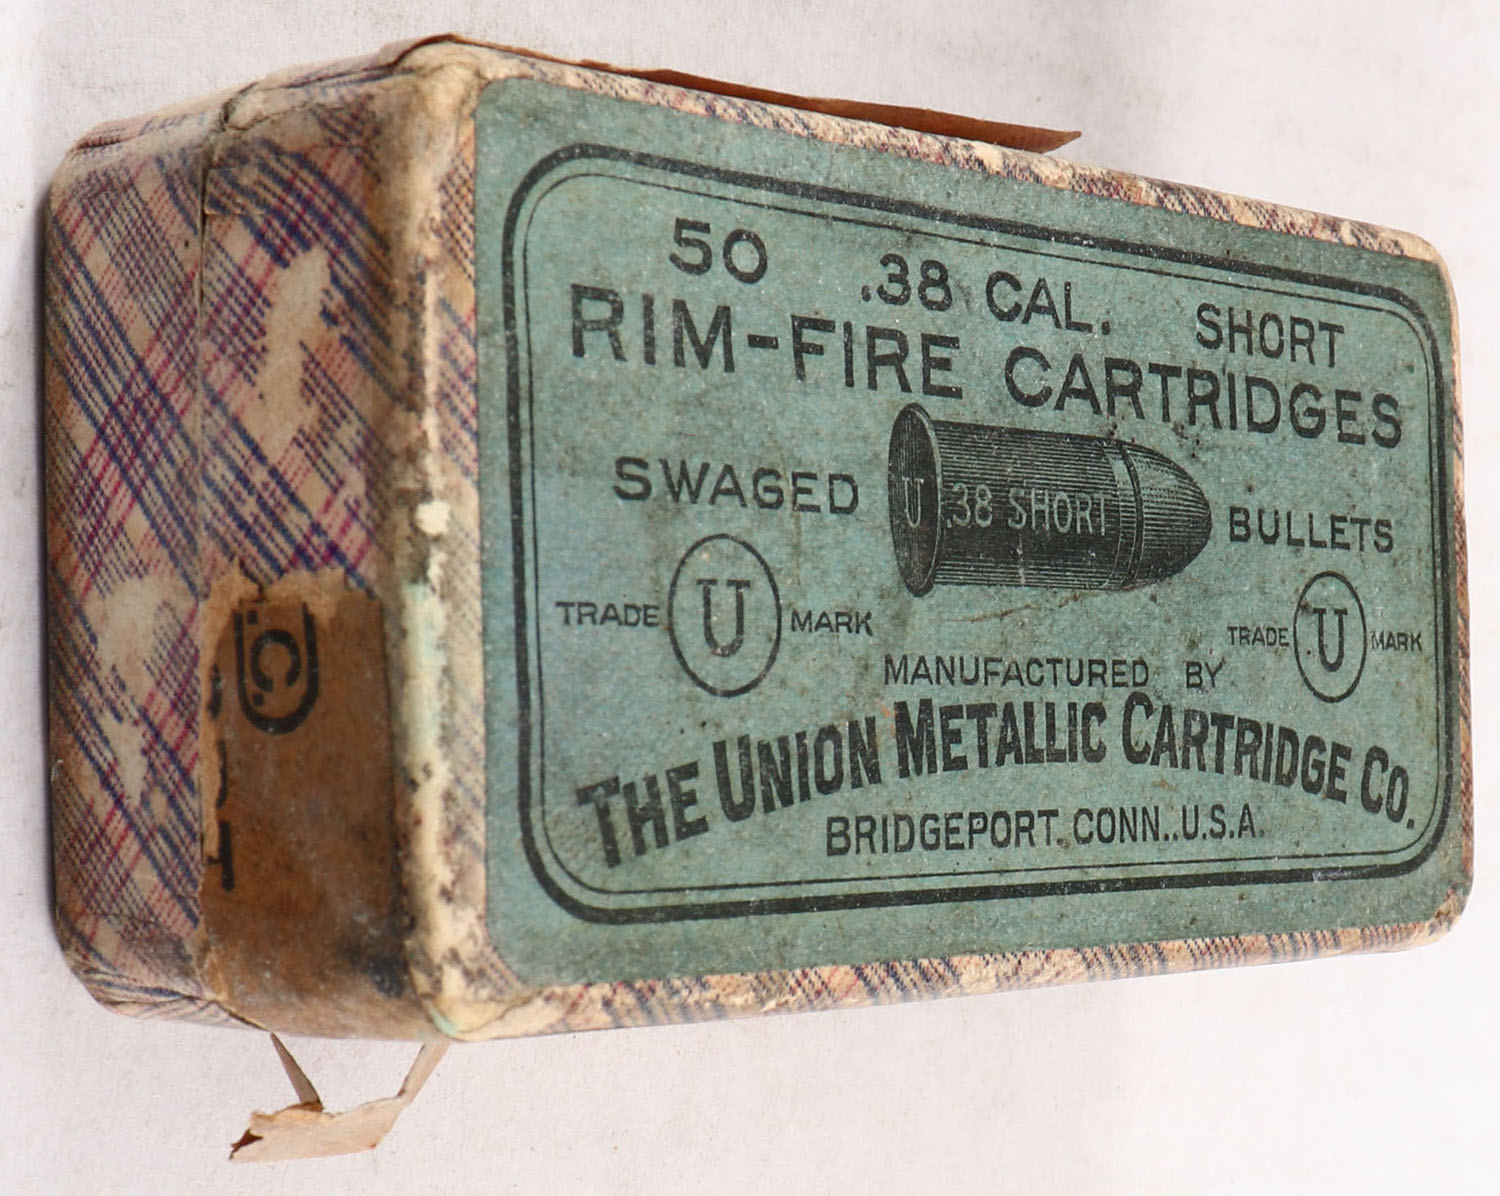 50 .38 CAL. SHORT
RIM-FIRE CARTRIDGES
SWAGED BULLETS
U .38 SHORT
TRADE U MARK
TRADE U MARK
MANUFACTURED BY
THE UNION METALLIC CARTRIDGE CO.
BRIDGEPORT. CONN..U.S.A.
C.